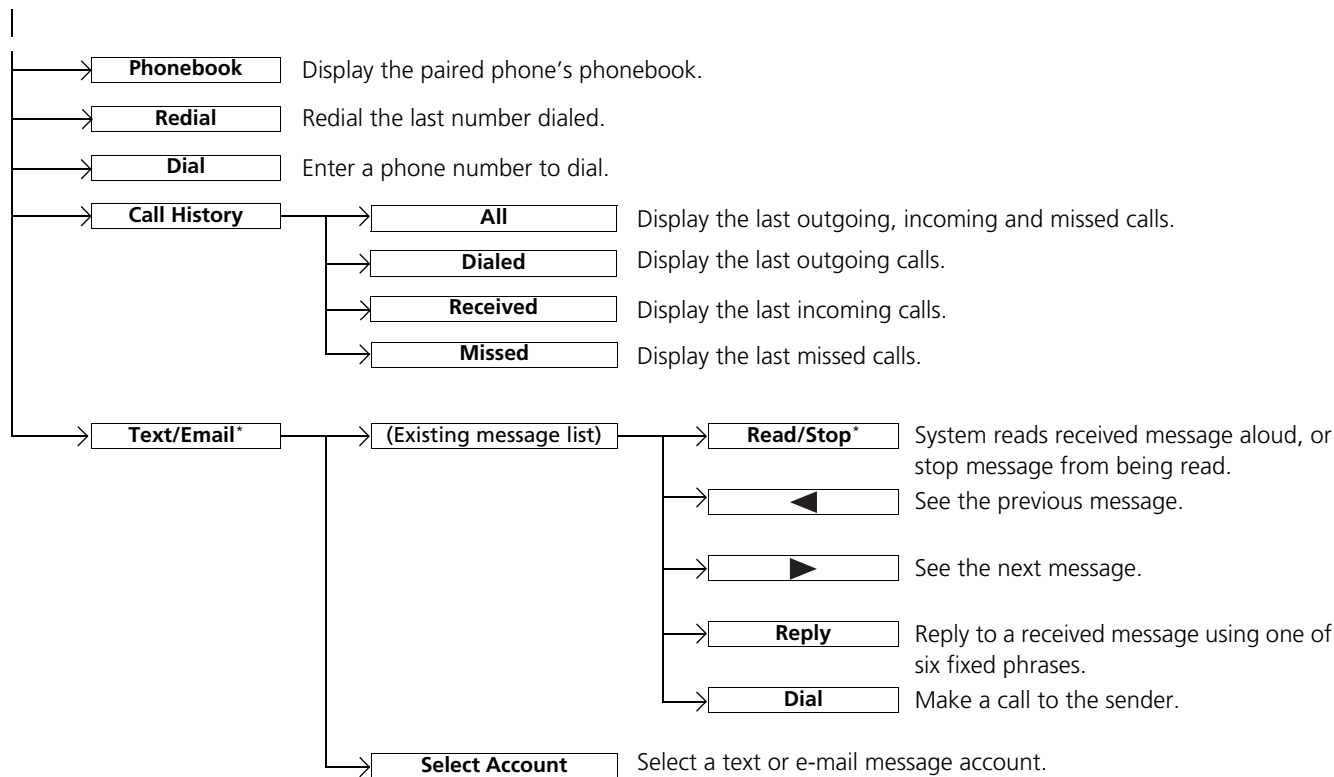 Phonebook Display the paired phone’s phonebook.
Redial Redial the last number dialed.
Dial Enter a phone number to dial.
Call History All Display the last outgoing, incoming and missed calls.
Dialed Display the last outgoing calls.
Received Display the last incoming calls.
Missed Display the last missed calls.
Text/Email* (Existing message list) Read/Stop* System reads received message aloud, or
stop message from being read.
See the previous message.
See the next message.
Reply Reply to a received message using one of
six fixed phrases.
Dial Make a call to the sender.
Select Account Select a text or e-mail message account.